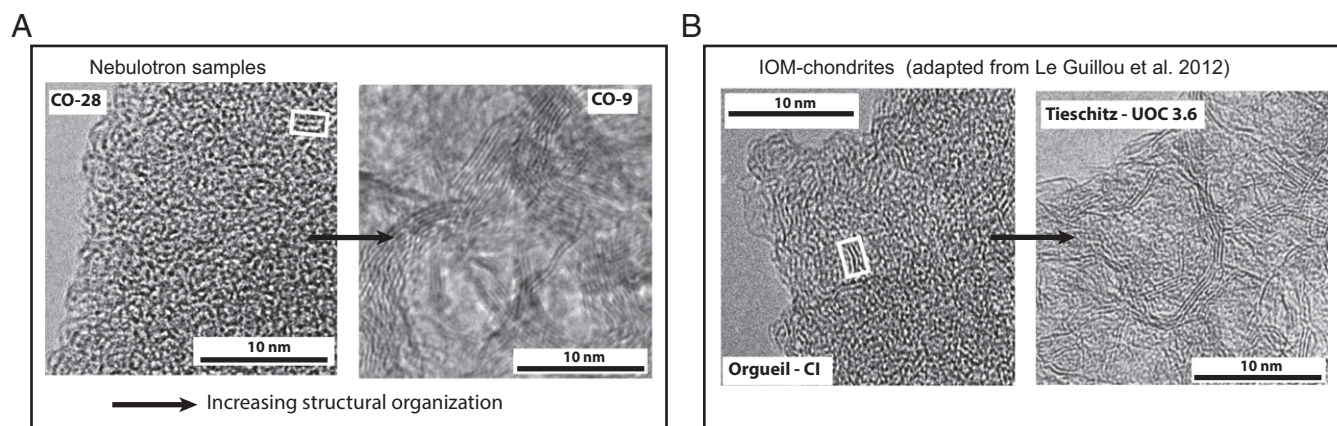 A
Nebulotron samples
CO-28
CO-9
10 nm
10 nm
Increasing structural organization
B
IOM-chondrites (adapted from Le Guillou et al. 2012)
10 nm
Tieschitz - UOC 3.6
Orgueil - CI
10 nm